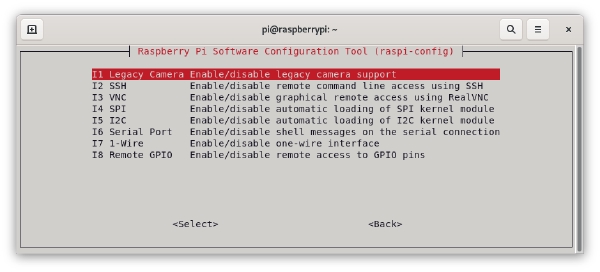 pi@raspberrypi: ~
Raspberry Pi Software Configuration Tool (raspi-config)
I1 Legacy Camera Enable/disable legacy camera support
I2 SSH Enable/disable remote command line access using SSH
I3 VNC Enable/disable graphical remote access using RealVNC
I4 SPI Enable/disable automatic loading of SPI kernel module
I5 I2C Enable/disable automatic loading of I2C kernel module
I6 Serial Port Enable/disable shell messages on the serial connection
I7 1-Wire Enable/disable one-wire interface
I8 Remote GPIO Enable/disable remote access to GPIO pins
<Select> <Back>